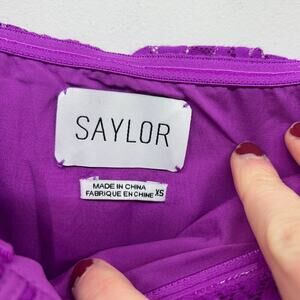 SAYLOR
MADE IN CHINA
FABRIQUE EN CHINE XS